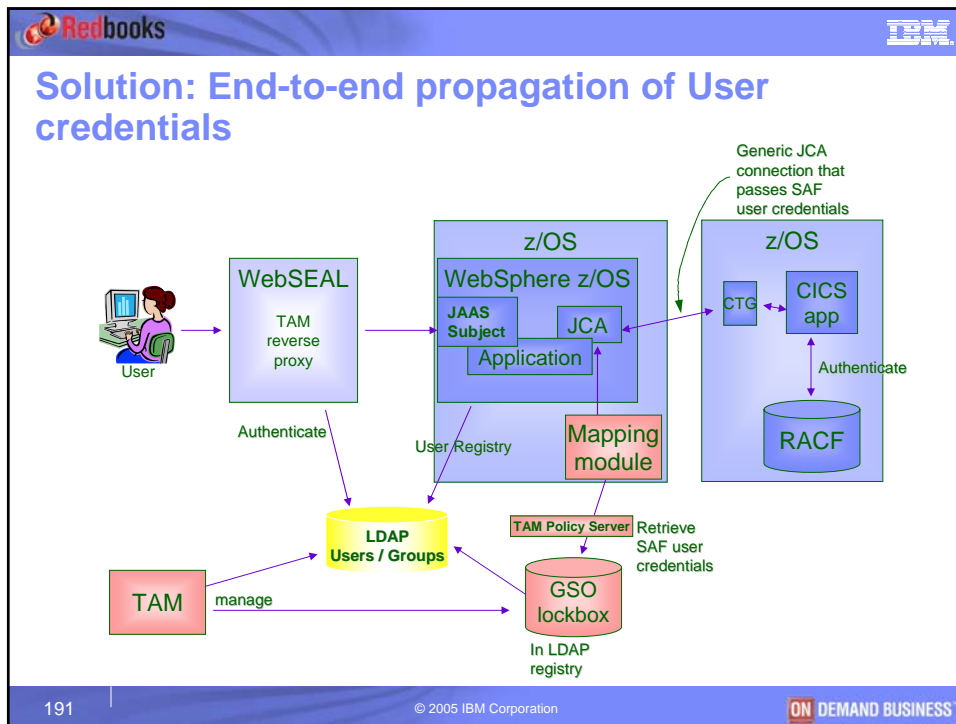 Redbooks
IBM
Solution: End-to-end propagation of User
credentials
Generic JCA
connection that
passes SAF
user credentials
z/OS
z/OS
WebSEAL
WebSphere z/OS
TAM
reverse
proxy
JAAS
Subject
JCA
Application
CTG
CICS
app
User
Authenticate
Authenticate
User Registry
Mapping
module
RACF
TAM Policy Server
Retrieve
SAF user
credentials
LDAP
Users / Groups
TAM
manage
GSO
lockbox
In LDAP
registry
191
© 2005 IBM Corporation
ON DEMAND BUSINESS